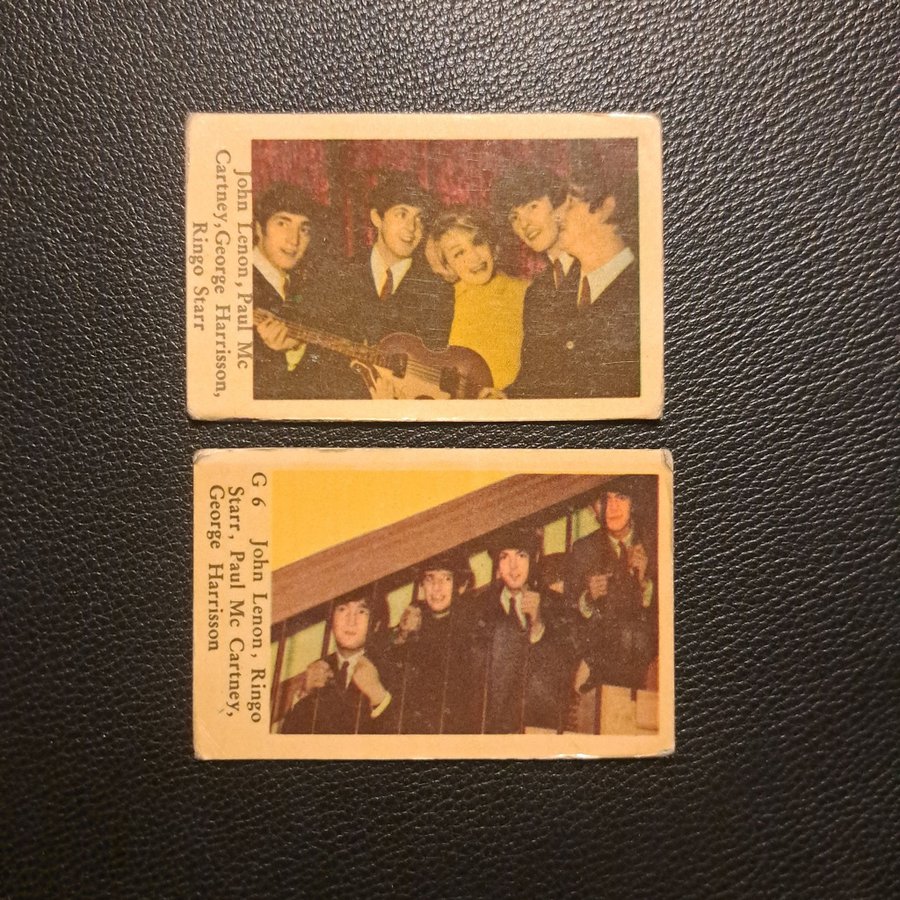 John Lenon, Paul Mc
Cartney, George Harrisson,
Ringo Starr
G 6 John Lenon, Ringo
Starr, Paul Mc Cartney,
George Harrisson